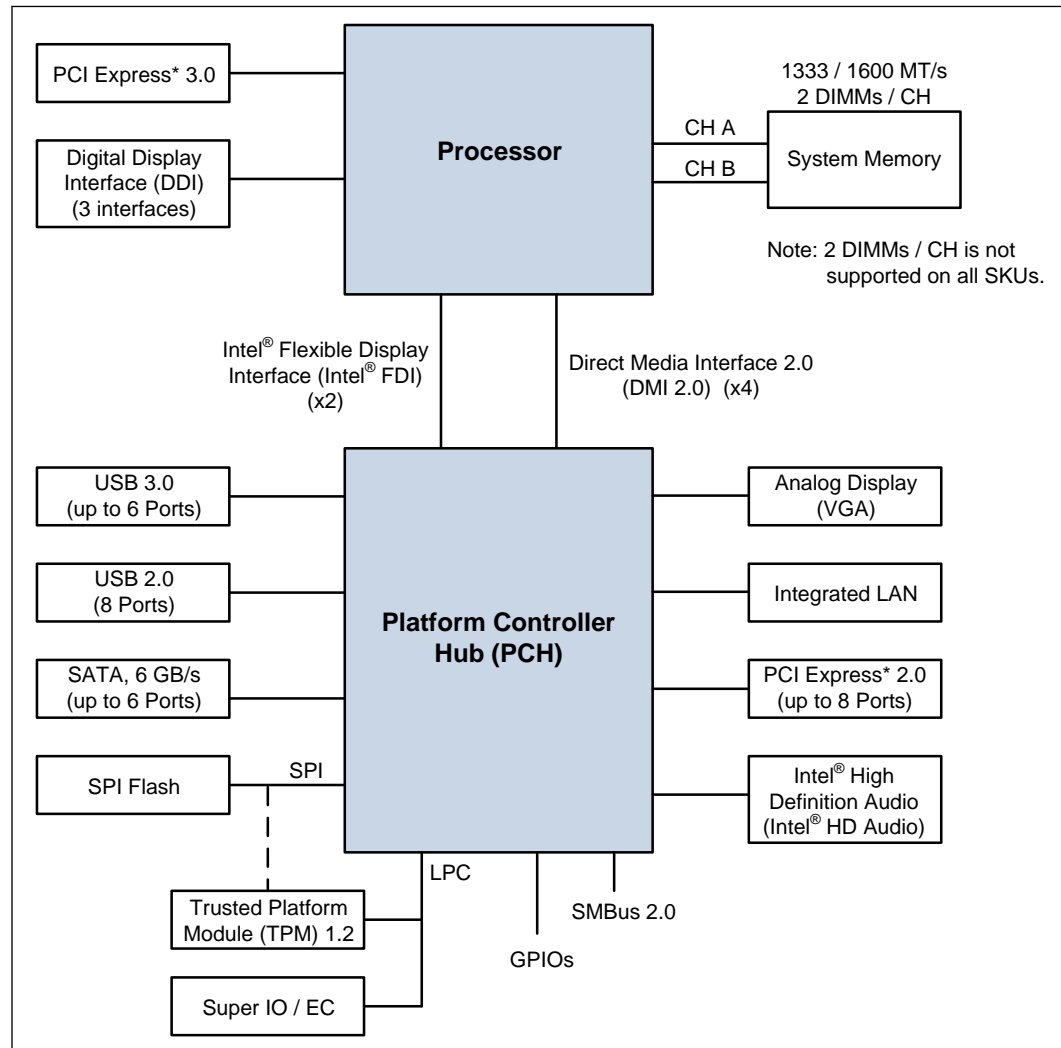 PCI Express* 3.0
Digital Display
Interface (DDI)
(3 interfaces)
Processor
1333 / 1600 MT/s
2 DIMMs / CH
CH A
CH B
System Memory
Note: 2 DIMMs / CH is not
supported on all SKUs.
Intel® Flexible Display
Interface (Intel® FDI)
(x2)
Direct Media Interface 2.0
(DMI 2.0) (x4)
USB 3.0
(up to 6 Ports)
USB 2.0
(8 Ports)
SATA, 6 GB/s
(up to 6 Ports)
SPI Flash
SPI
Platform Controller
Hub (PCH)
Analog Display
(VGA)
Integrated LAN
PCI Express* 2.0
(up to 8 Ports)
Intel® High
Definition Audio
(Intel® HD Audio)
LPC
Trusted Platform
Module (TPM) 1.2
Super IO / EC
SMBus 2.0
GPIOs